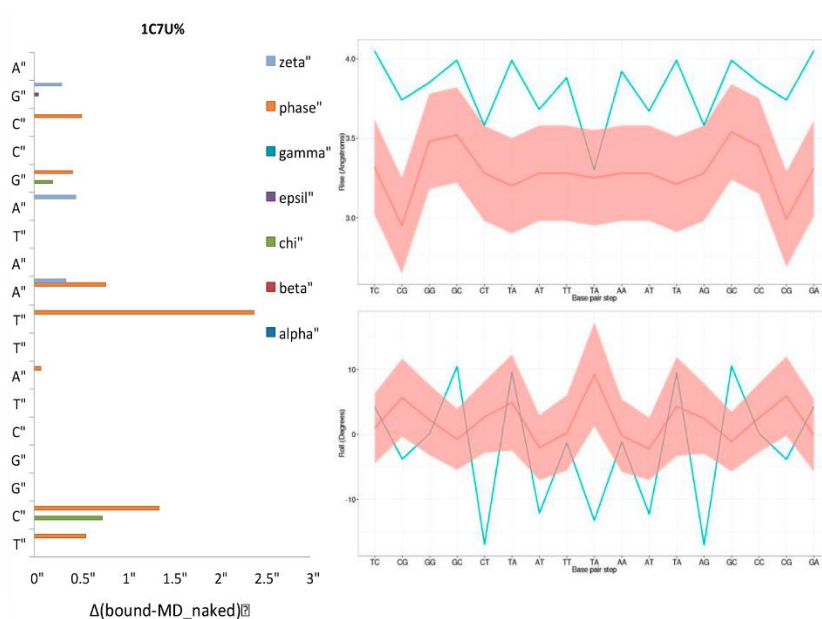 1C7U%
A"
G"
C"
C"
G"
A"
T"
A"
A"
T"
T"
A"
T"
C"
G"
G"
C"
T"
0" 0.5" 1" 1.5" 2" 2.5" 3"
Δ(bound-MD_naked)
zeta"
phase"
gamma"
epsil"
chi"
beta"
alpha"
Rise (Angstroms)
4.0
3.5
3.0
TC CG GG GC CT TA AT TT TA AA AT TA AG GC CC CG GA
Base pair step
Roll (Degrees)
10
0
-10
TC CG GG GC CT TA AT TT TA AA AT TA AG GC CC CG GA
Base pair step